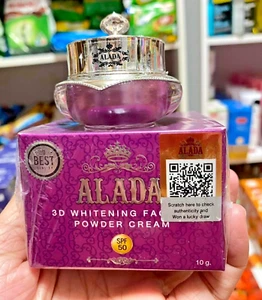 ALADA
BEST
ALADA
ALADA
Scratch here to check
authenticity and
Won a lucky draw
3D WHITENING FAC
POWDER CREAM
SPF
50
10 g.